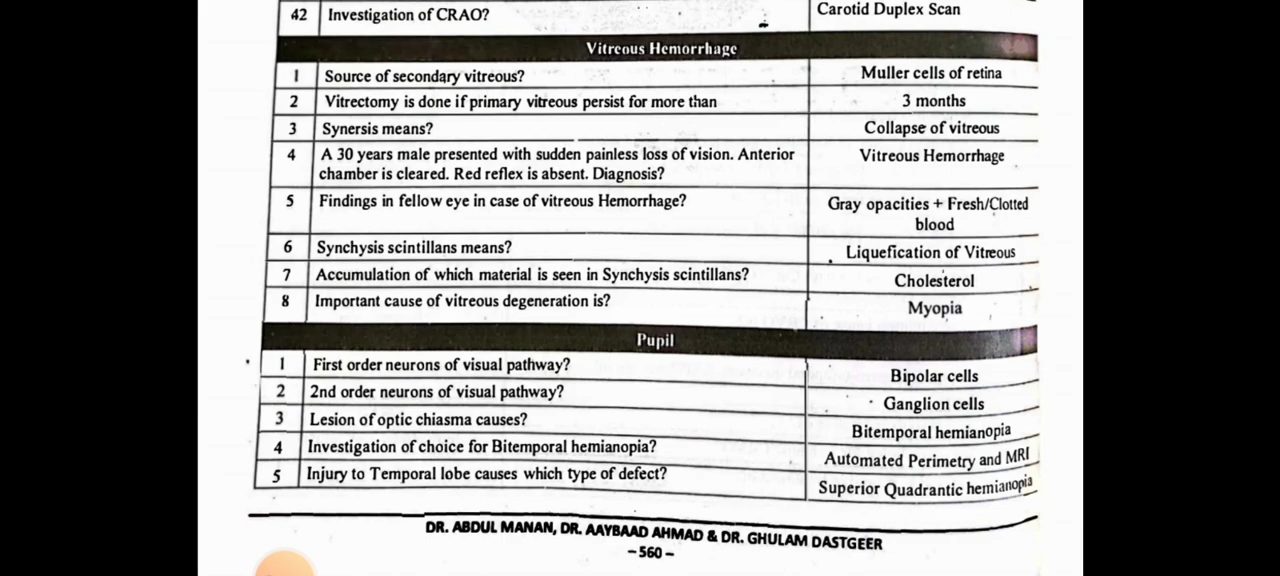 42 Investigation of CRAO? Carotid Duplex Scan
Vitreous Hemorrhage
1 Source of secondary vitreous? Muller cells of retina
2 Vitrectomy is done if primary vitreous persist for more than 3 months
3 Synersis means? Collapse of vitreous
4 A 30 years male presented with sudden painless loss of vision. Anterior Vitreous Hemorrhage
chamber is cleared. Red reflex is absent. Diagnosis?
5 Findings in fellow eye in case of vitreous Hemorrhage? Gray opacities + Fresh/Clotted
blood
6 Synchysis scintillans means? Liquefication of Vitreous
7 Accumulation of which material is seen in Synchysis scintillans? Cholesterol
8 Important cause of vitreous degeneration is? Myopia
Pupil
1 First order neurons of visual pathway? Bipolar cells
2 2nd order neurons of visual pathway? Ganglion cells
3 Lesion of optic chiasma causes? Bitemporal hemianopia
4 Investigation of choice for Bitemporal hemianopia? Automated Perimetry and MRI
5 Injury to Temporal lobe causes which type of defect? Superior Quadrantic hemianopia
DR. ABDUL MANAN, DR. AAYBAAD AHMAD & DR. GHULAM DASTGEER
-560-